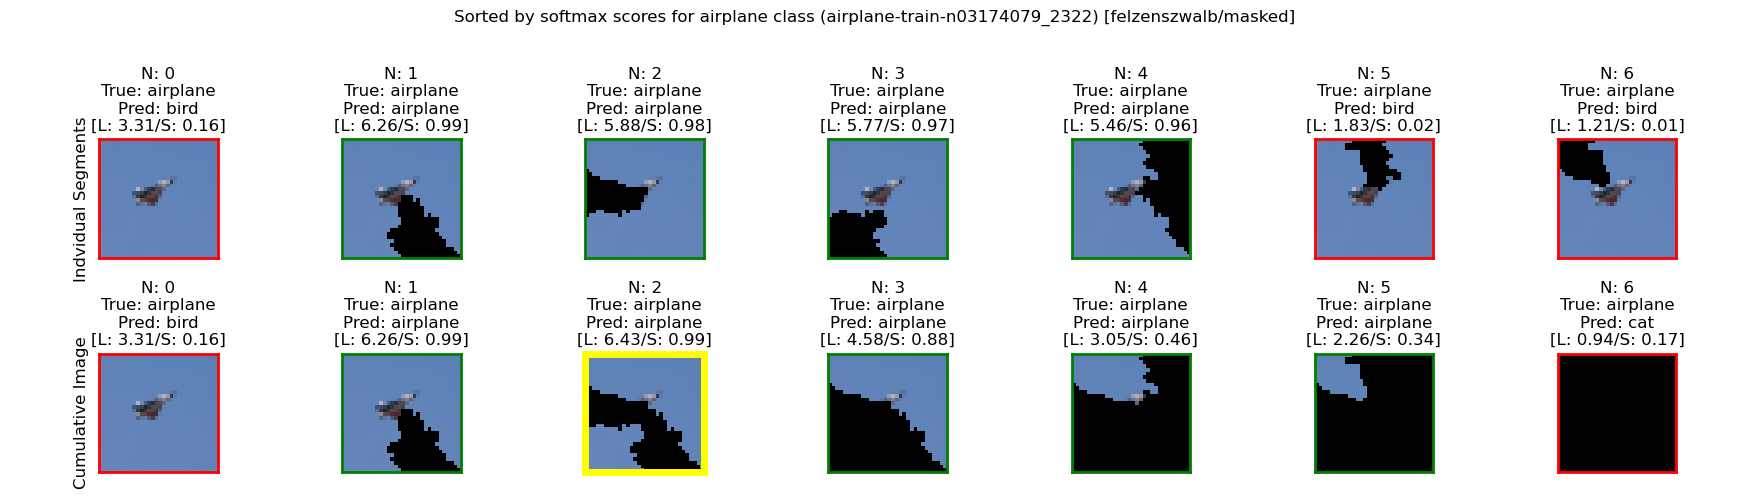 Sorted by softmax scores for airplane class (airplane-train-n03174079_2322) [felzenszwalb/masked]
Indvidual Segments
N: 0
True: airplane
Pred: bird
[L: 3.31/S: 0.16]
N: 1
True: airplane
Pred: airplane
[L: 6.26/S: 0.99]
N: 2
True: airplane
Pred: airplane
[L: 5.88/S: 0.98]
N: 3
True: airplane
Pred: airplane
[L: 5.77/S: 0.97]
N: 4
True: airplane
Pred: airplane
[L: 5.46/S: 0.96]
N: 5
True: airplane
Pred: bird
[L: 1.83/S: 0.02]
N: 6
True: airplane
Pred: bird
[L: 1.21/S: 0.01]
Cumulative Image
N: 0
True: airplane
Pred: bird
[L: 3.31/S: 0.16]
N: 1
True: airplane
Pred: airplane
[L: 6.26/S: 0.99]
N: 2
True: airplane
Pred: airplane
[L: 6.43/S: 0.99]
N: 3
True: airplane
Pred: airplane
[L: 4.58/S: 0.88]
N: 4
True: airplane
Pred: airplane
[L: 3.05/S: 0.46]
N: 5
True: airplane
Pred: airplane
[L: 2.26/S: 0.34]
N: 6
True: airplane
Pred: cat
[L: 0.94/S: 0.17]